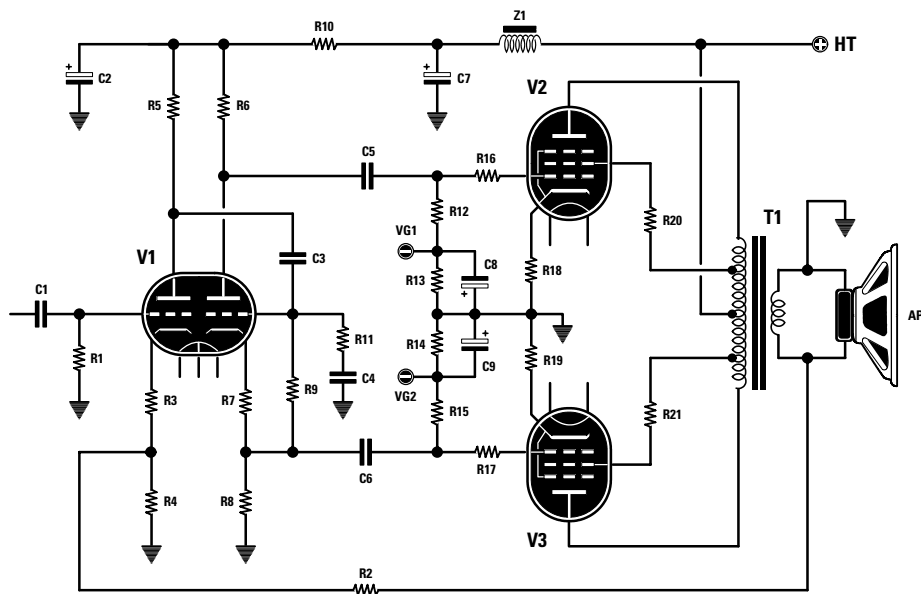 R10
Z1
HT
+
C2
+
C7
R5
R6
V2
C5
R16
R12
R20
T1
VG1
V1
C3
C8
+
R13
R18
C1
AP
R11
R14
+
C9
R19
R1
C4
VG2
R3
R7
R9
R15
R21
C6
R17
R4
R8
V3
R2